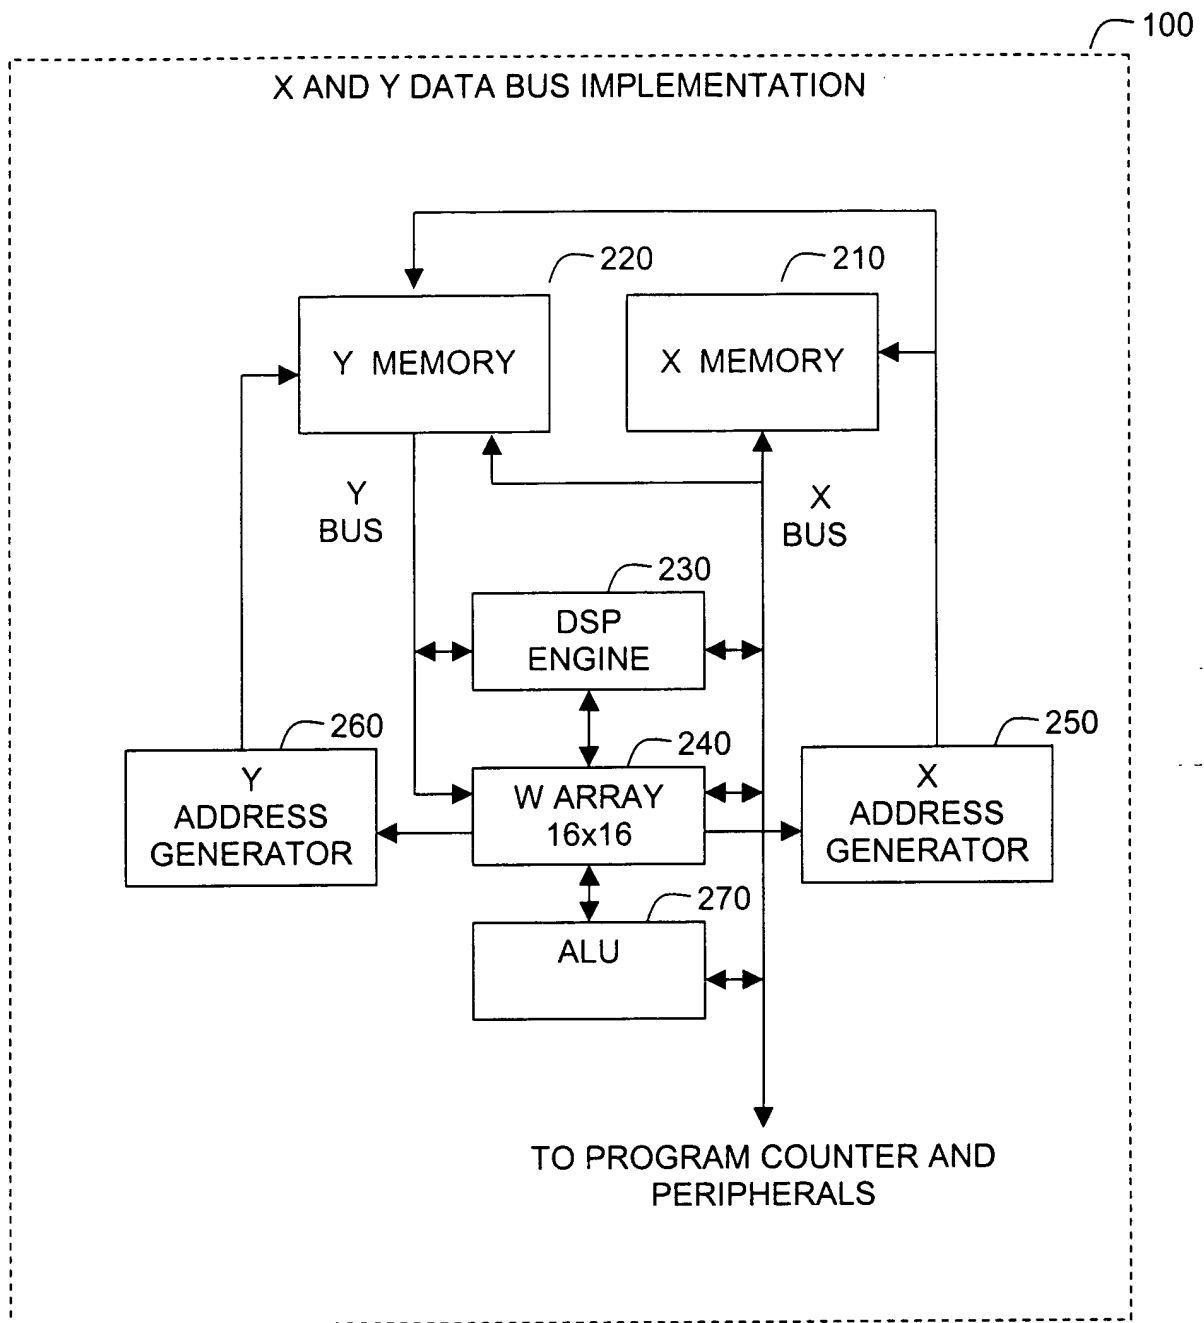 100
X AND Y DATA BUS IMPLEMENTATION
220
210
Y MEMORY
X MEMORY
Y
BUS
X
BUS
230
DSP
ENGINE
260
240
250
Y
ADDRESS
GENERATOR
W ARRAY
16x16
X
ADDRESS
GENERATOR
270
ALU
TO PROGRAM COUNTER AND
PERIPHERALS